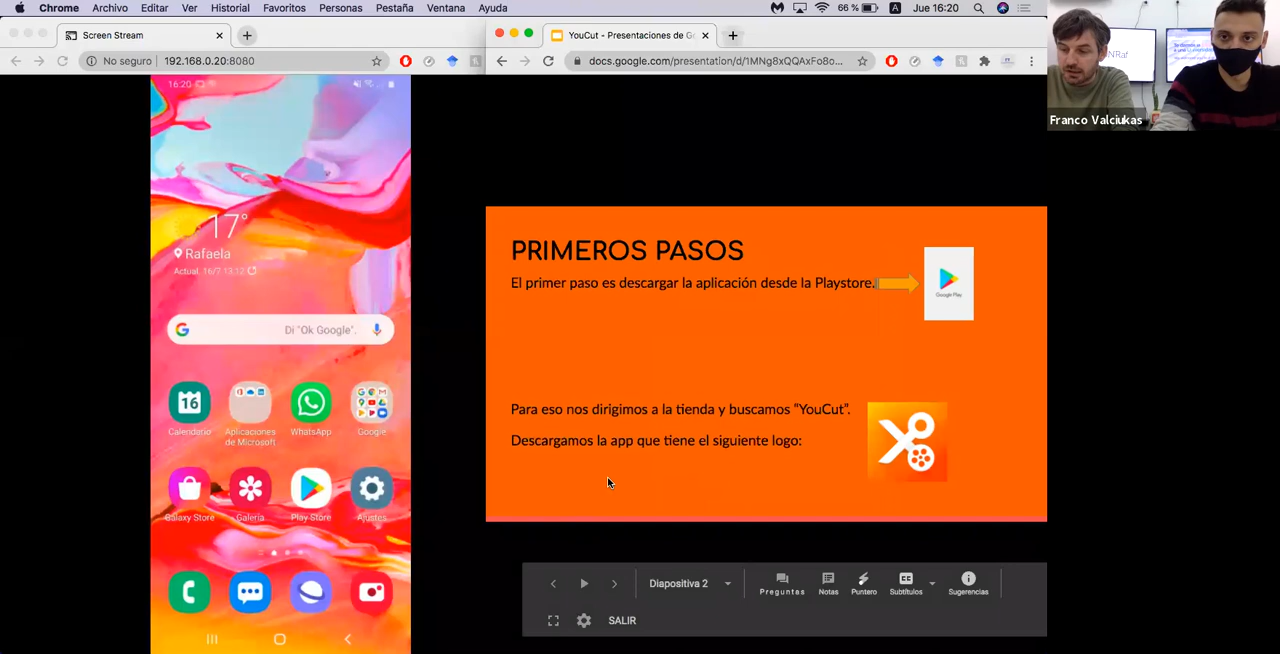 Chrome Archivo Editar Ver Historial Favoritos Personas Pestaña Ventana Ayuda
66 % A Jue 16:20
Screen Stream
No seguro 192.168.0.20:8080
YouCut - Presentaciones de G
docs.google.com/presentation/d/1MNg8xQQAxFo8o...
NRaf
Franco Valciukas
16:20
17°
Rafaela
Actual. 16/7 13:12
Di "Ok Google".
16
Calendario
Aplicaciones
de Microsoft
WhatsApp
Google
Galaxy Store
Galería
Play Store
Ajustes
PRIMEROS PASOS
El primer paso es descargar la aplicación desde la Playstore.
Google Play
Para eso nos dirigimos a la tienda y buscamos “YouCut”.
Descargamos la app que tiene el siguiente logo:
Diapositiva 2
Preguntas
Notas
Puntero
CC
Subtítulos
Sugerencias
SALIR